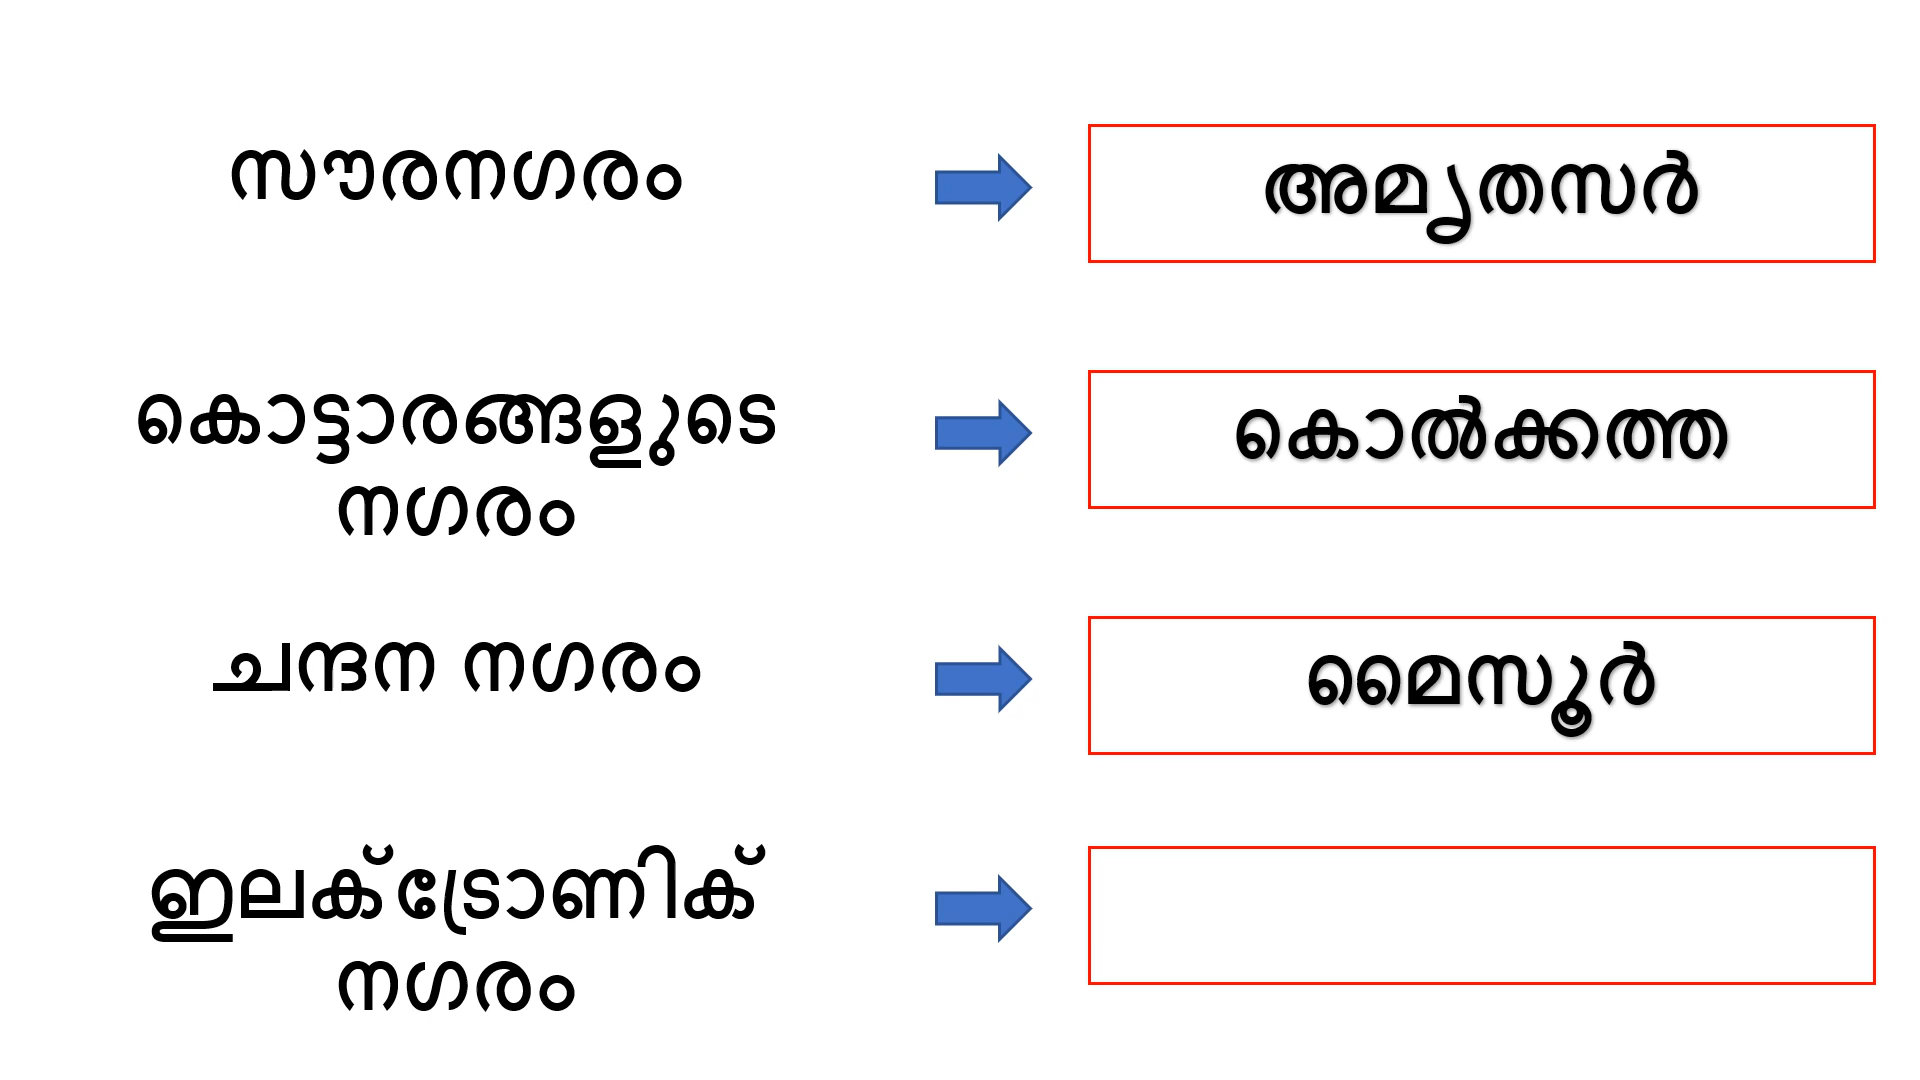 സൗരനഗരം
അമൃതസർ
കൊട്ടാരങ്ങളുടെ
നഗരം
കൊൽക്കത്ത
ചന്ദന നഗരം
മൈസൂർ
ഇലക്ട്രോണിക്
നഗരം